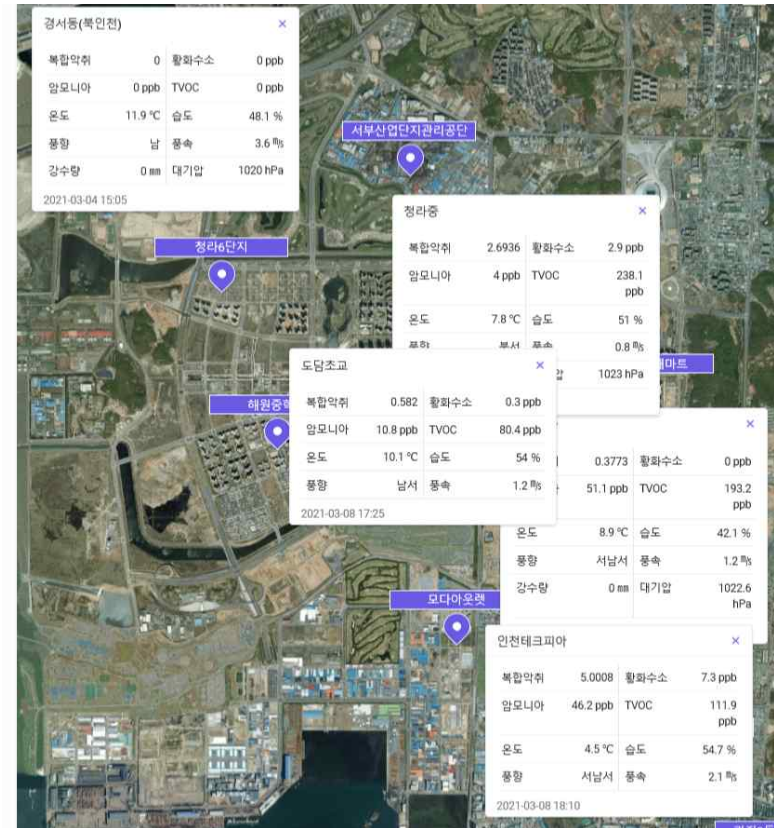 경서동(북인천) ×
복합악취 0 황화수소 0 ppb
암모니아 0 ppb TVOC 0 ppb
온도 11.9 ℃ 습도 48.1 %
풍향 남 풍속 3.6 ㎧
강수량 0 ㎜ 대기압 1020 hPa
2021-03-04 15:05
서부산업단지관리공단
청라중 ×
복합악취 2.6936 황화수소 2.9 ppb
암모니아 4 ppb TVOC 238.1
ppb
온도 7.8 ℃ 습도 51 %
풍향 북서 풍속 0.8 ㎧
1023 hPa
청라6단지
마트
도담초교 ×
복합악취 0.582 황화수소 0.3 ppb
암모니아 10.8 ppb TVOC 80.4 ppb
온도 10.1 ℃ 습도 54 %
풍향 남서 풍속 1.2 ㎧
2021-03-08 17:25
해원중학
×
0.3773 황화수소 0 ppb
51.1 ppb TVOC 193.2
ppb
온도 8.9 ℃ 습도 42.1 %
풍향 서남서 풍속 1.2 ㎧
강수량 0 ㎜ 대기압 1022.6
hPa
모다아웃렛
인천테크피아 ×
복합악취 5.0008 황화수소 7.3 ppb
암모니아 46.2 ppb TVOC 111.9
ppb
온도 4.5 ℃ 습도 54.7 %
풍향 서남서 풍속 2.1 ㎧
2021-03-08 18:10